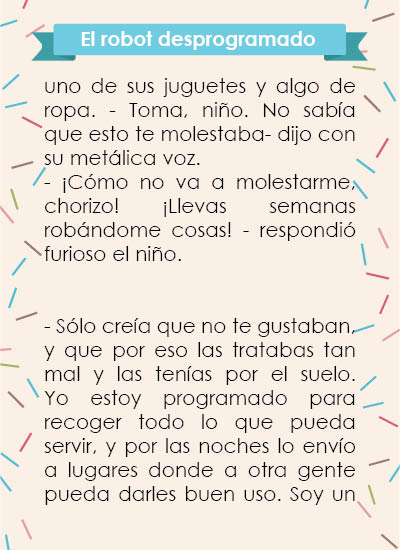 El robot desprogramado
uno de sus juguetes y algo de
ropa. - Toma, niño. No sabía
que esto te molestaba- dijo con
su metálica voz.
- ¡Cómo no va a molestarme,
chorizo! ¡Llevas semanas
robándome cosas! - respondió
furioso el niño.
- Sólo creía que no te gustaban,
y que por eso las tratabas tan
mal y las tenías por el suelo.
Yo estoy programado para
recoger todo lo que pueda
servir, y por las noches lo envío
a lugares donde a otra gente
pueda darles buen uso. Soy un